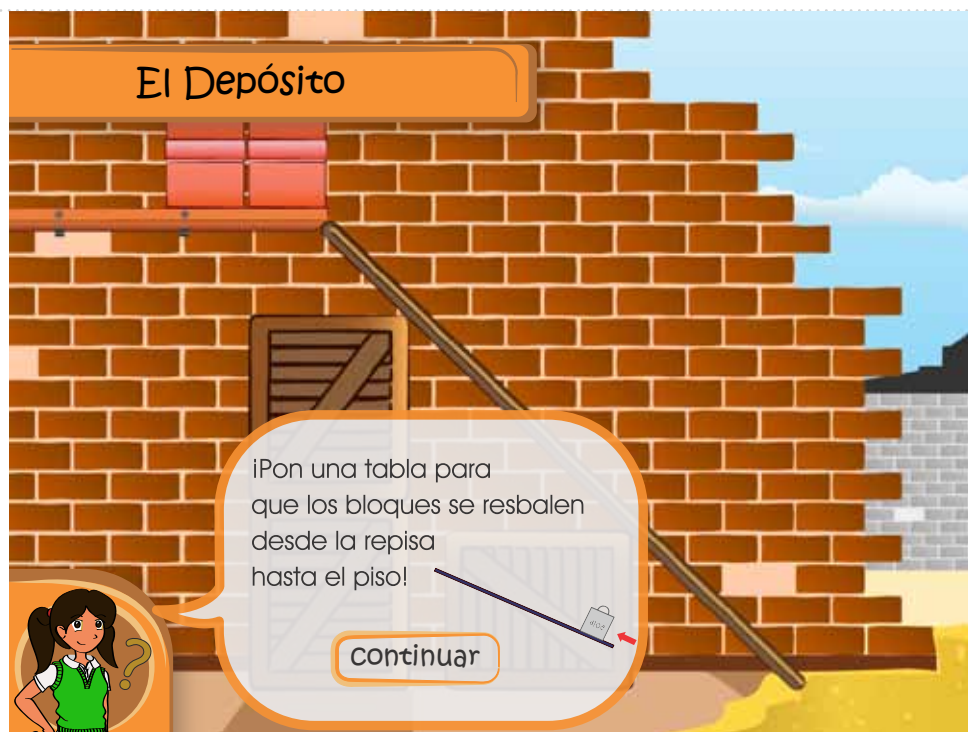 El Depósito
¡Pon una tabla para
que los bloques se resbalen
desde la repisa
hasta el piso!
continuar